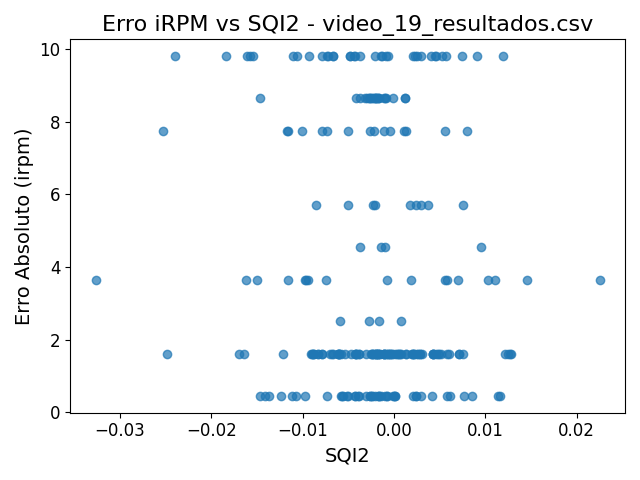 Erro iRPM vs SQI2 - video_19_resultados.csv
Erro Absoluto (irpm)
10
8
6
4
2
0
−0.03 −0.02 −0.01 0.00 0.01 0.02
SQI2